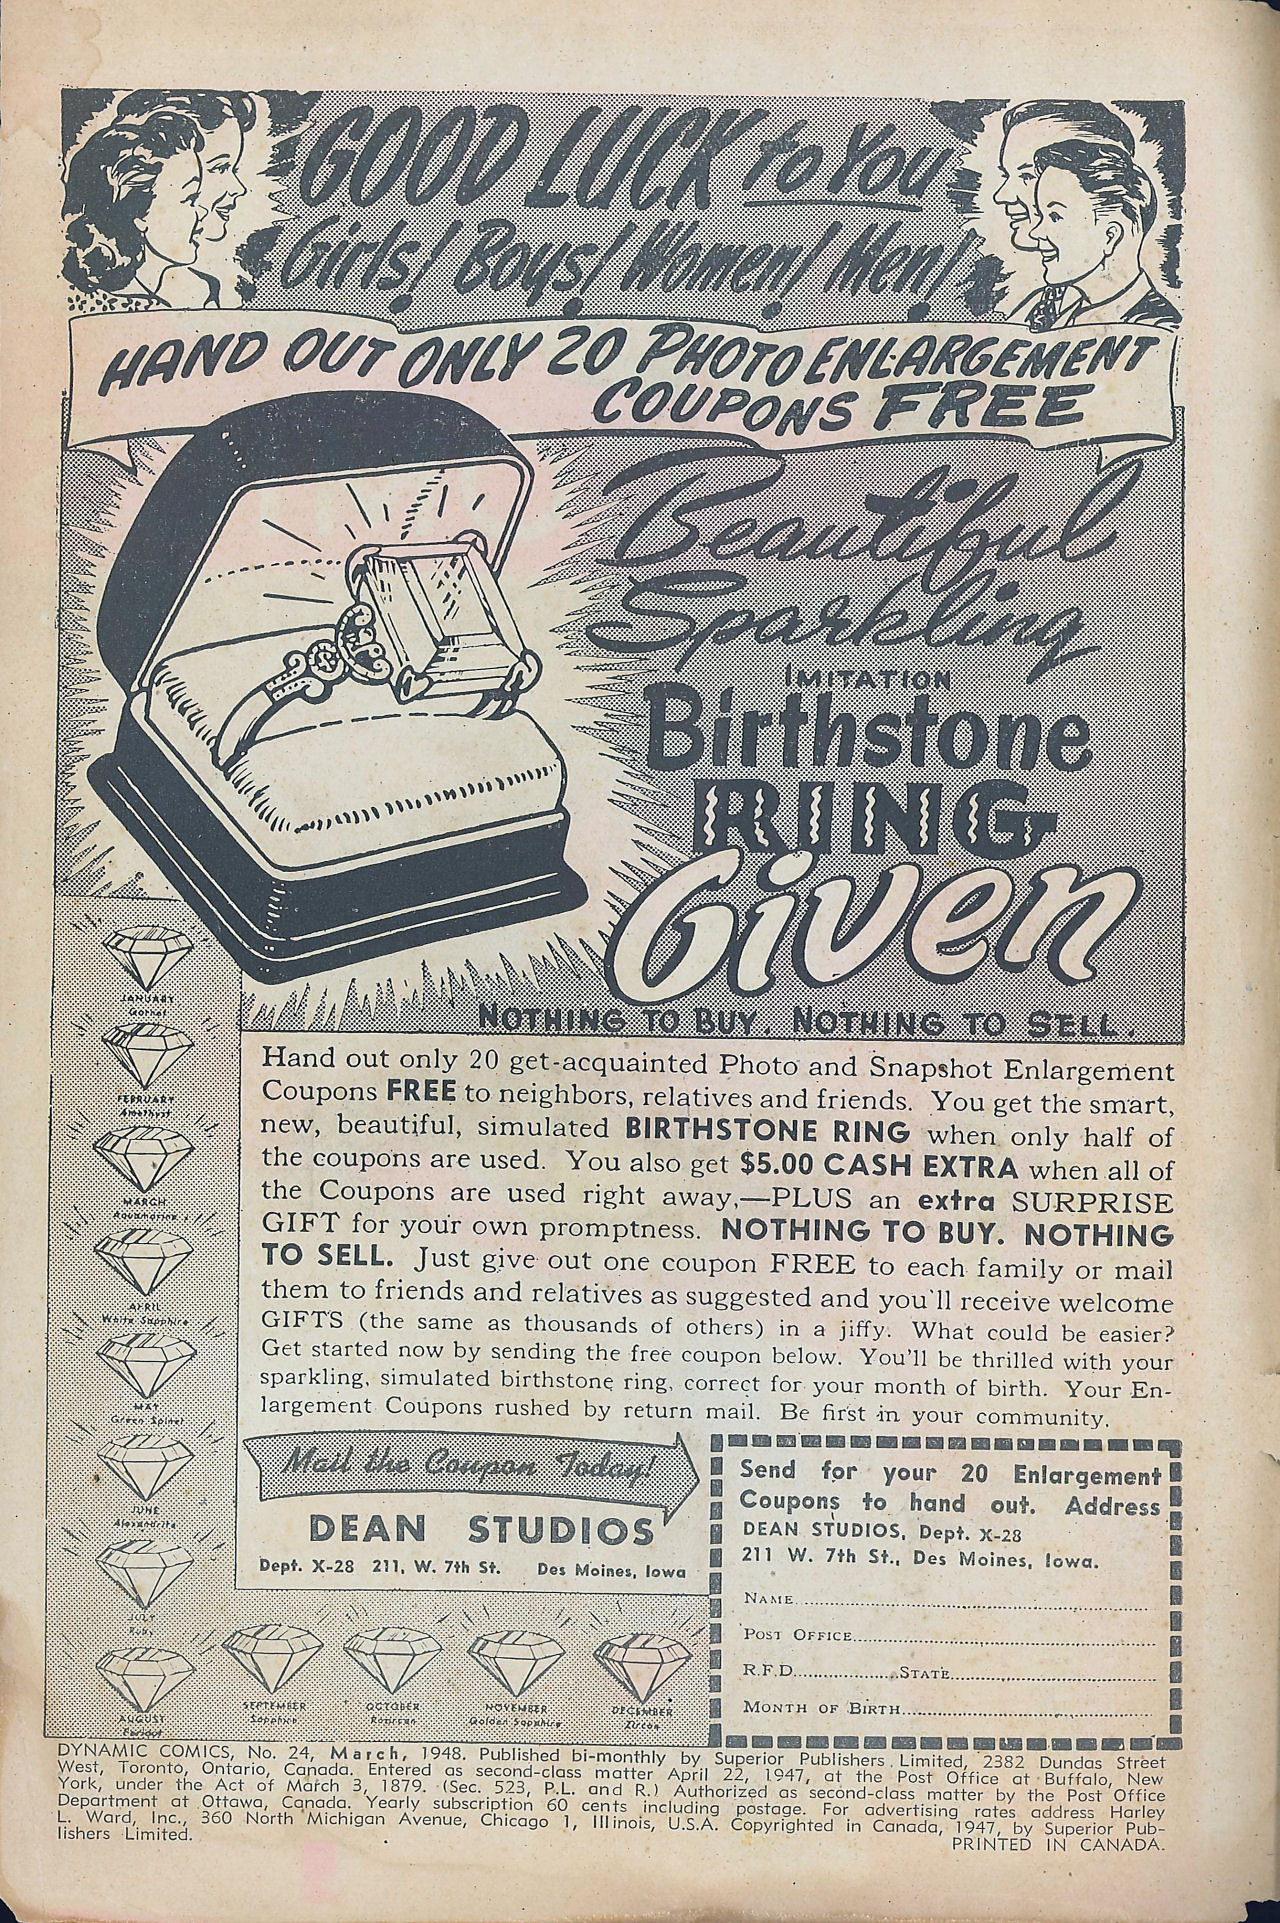 GOOD LUCK to You
Girls! Boys! Women! Men!
HAND OUT ONLY 20 PHOTO ENLARGEMENT
COUPONS FREE
Beautiful
Sparkling
IMITATION
Birthstone
RING
Given
NOTHING TO BUY. NOTHING TO SELL.
JANUARY
Garnet
FEBRUARY
Amethyst
MARCH
Aquamarine
APRIL
White Sapphire
MAY
Green Spinel
JUNE
Alexandrite
JULY
Ruby
AUGUST
Peridot
SEPTEMBER
Sapphire
OCTOBER
NOVEMBER
Golden Sapphire
DECEMBER
Zircon
Hand out only 20 get-acquainted Photo and Snapshot Enlargement
Coupons FREE to neighbors, relatives and friends. You get the smart,
new, beautiful, simulated BIRTHSTONE RING when only half of
the coupons are used. You also get $5.00 CASH EXTRA when all of
the Coupons are used right away,—PLUS an extra SURPRISE
GIFT for your own promptness. NOTHING TO BUY. NOTHING
TO SELL. Just give out one coupon FREE to each family or mail
them to friends and relatives as suggested and you'll receive welcome
GIFTS (the same as thousands of others) in a jiffy. What could be easier?
Get started now by sending the free coupon below. You'll be thrilled with your
sparkling, simulated birthstone ring, correct for your month of birth. Your En-
largement Coupons rushed by return mail. Be first in your community.
Mail the Coupon Today!
DEAN STUDIOS
Dept. X-28 211, W. 7th St. Des Moines, Iowa
Send for your 20 Enlargement
Coupons to hand out. Address
DEAN STUDIOS, Dept. X-28
211 W. 7th St., Des Moines, Iowa.
NAME
POST OFFICE
R.F.D. STATE
MONTH OF BIRTH
DYNAMIC COMICS, No. 24, March, 1948. Published bi-monthly by Superior Publishers Limited, 2382 Dundas Street
West, Toronto, Ontario, Canada. Entered as second-class matter April 22, 1947, at the Post Office at Buffalo, New
York, under the Act of March 3, 1879. (Sec. 523, P.L. and R.) Authorized as second-class matter by the Post Office
Department at Ottawa, Canada. Yearly subscription 60 cents including postage. For advertising rates address Harley
L. Ward, Inc., 360 North Michigan Avenue, Chicago 1, Illinois, U.S.A. Copyrighted in Canada, 1947, by Superior Pub-
lishers Limited. PRINTED IN CANADA.